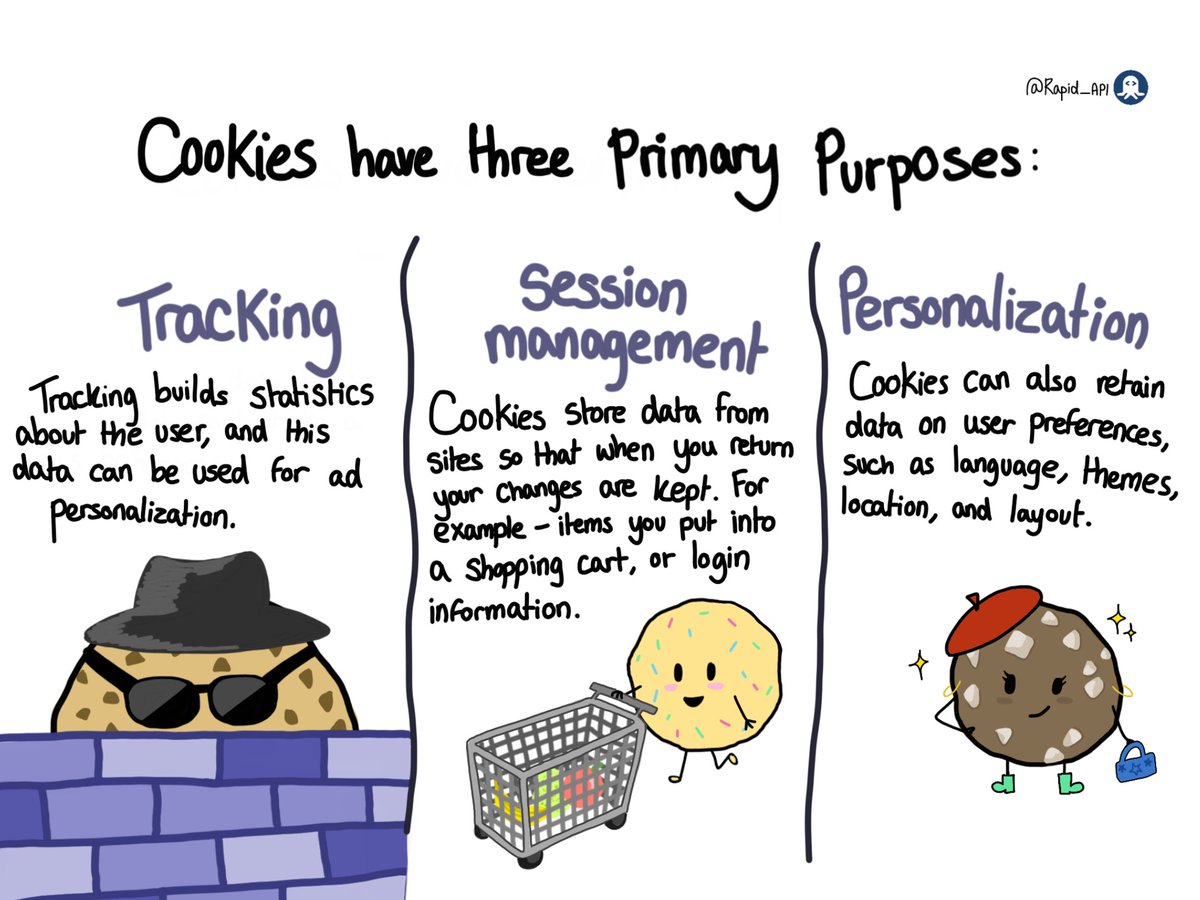 @Rapid_API
Cookies have three Primary Purposes:
Tracking
Tracking builds statistics
about the user, and this
data can be used for ad
personalization.
Session
management
Cookies store data from
sites so that when you return
your changes are kept. For
example - items you put into
a shopping cart, or login
information.
Personalization
Cookies can also retain
data on user preferences,
such as language, themes,
location, and layout.